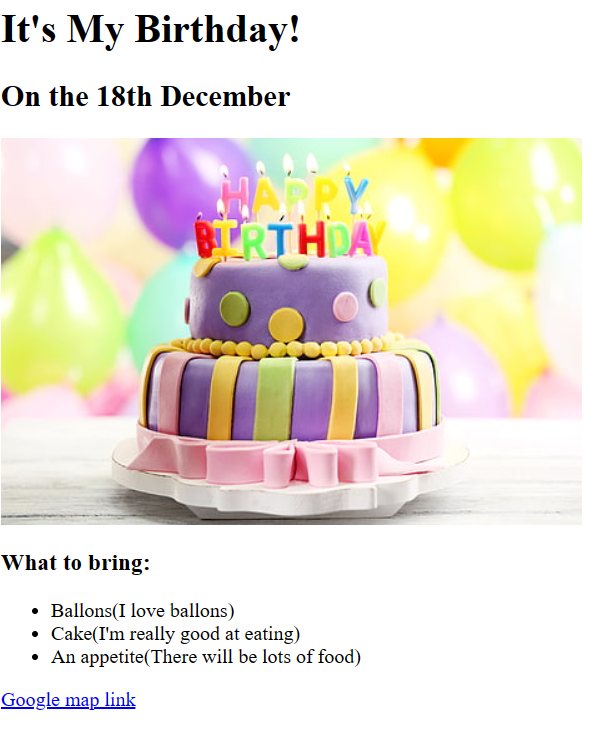 It's My Birthday!
On the 18th December
HAPPY
BIRTHDAY
What to bring:
Ballons(I love ballons)
Cake(I'm really good at eating)
An appetite(There will be lots of food)
Google map link